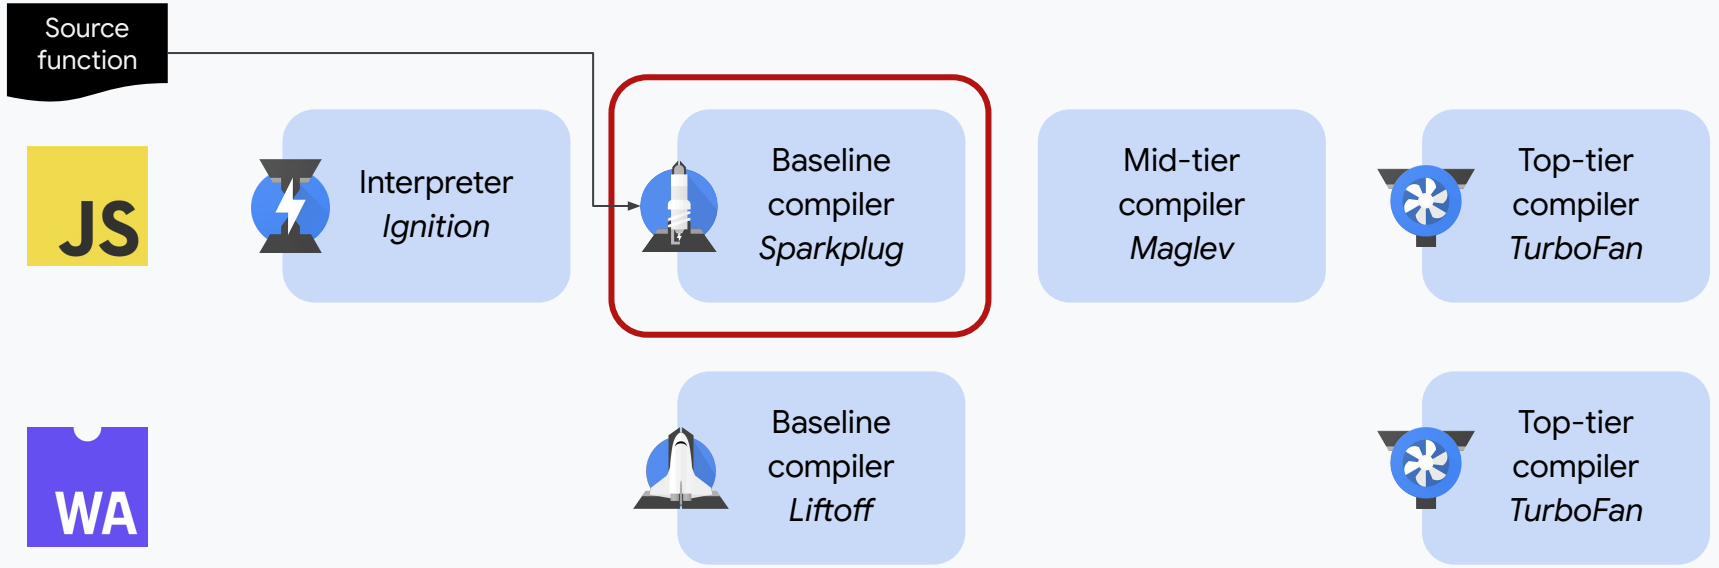 Source
function
JS
Interpreter
Ignition
Baseline
compiler
Sparkplug
Mid-tier
compiler
Maglev
Top-tier
compiler
TurboFan
WA
Baseline
compiler
Liftoff
Top-tier
compiler
TurboFan